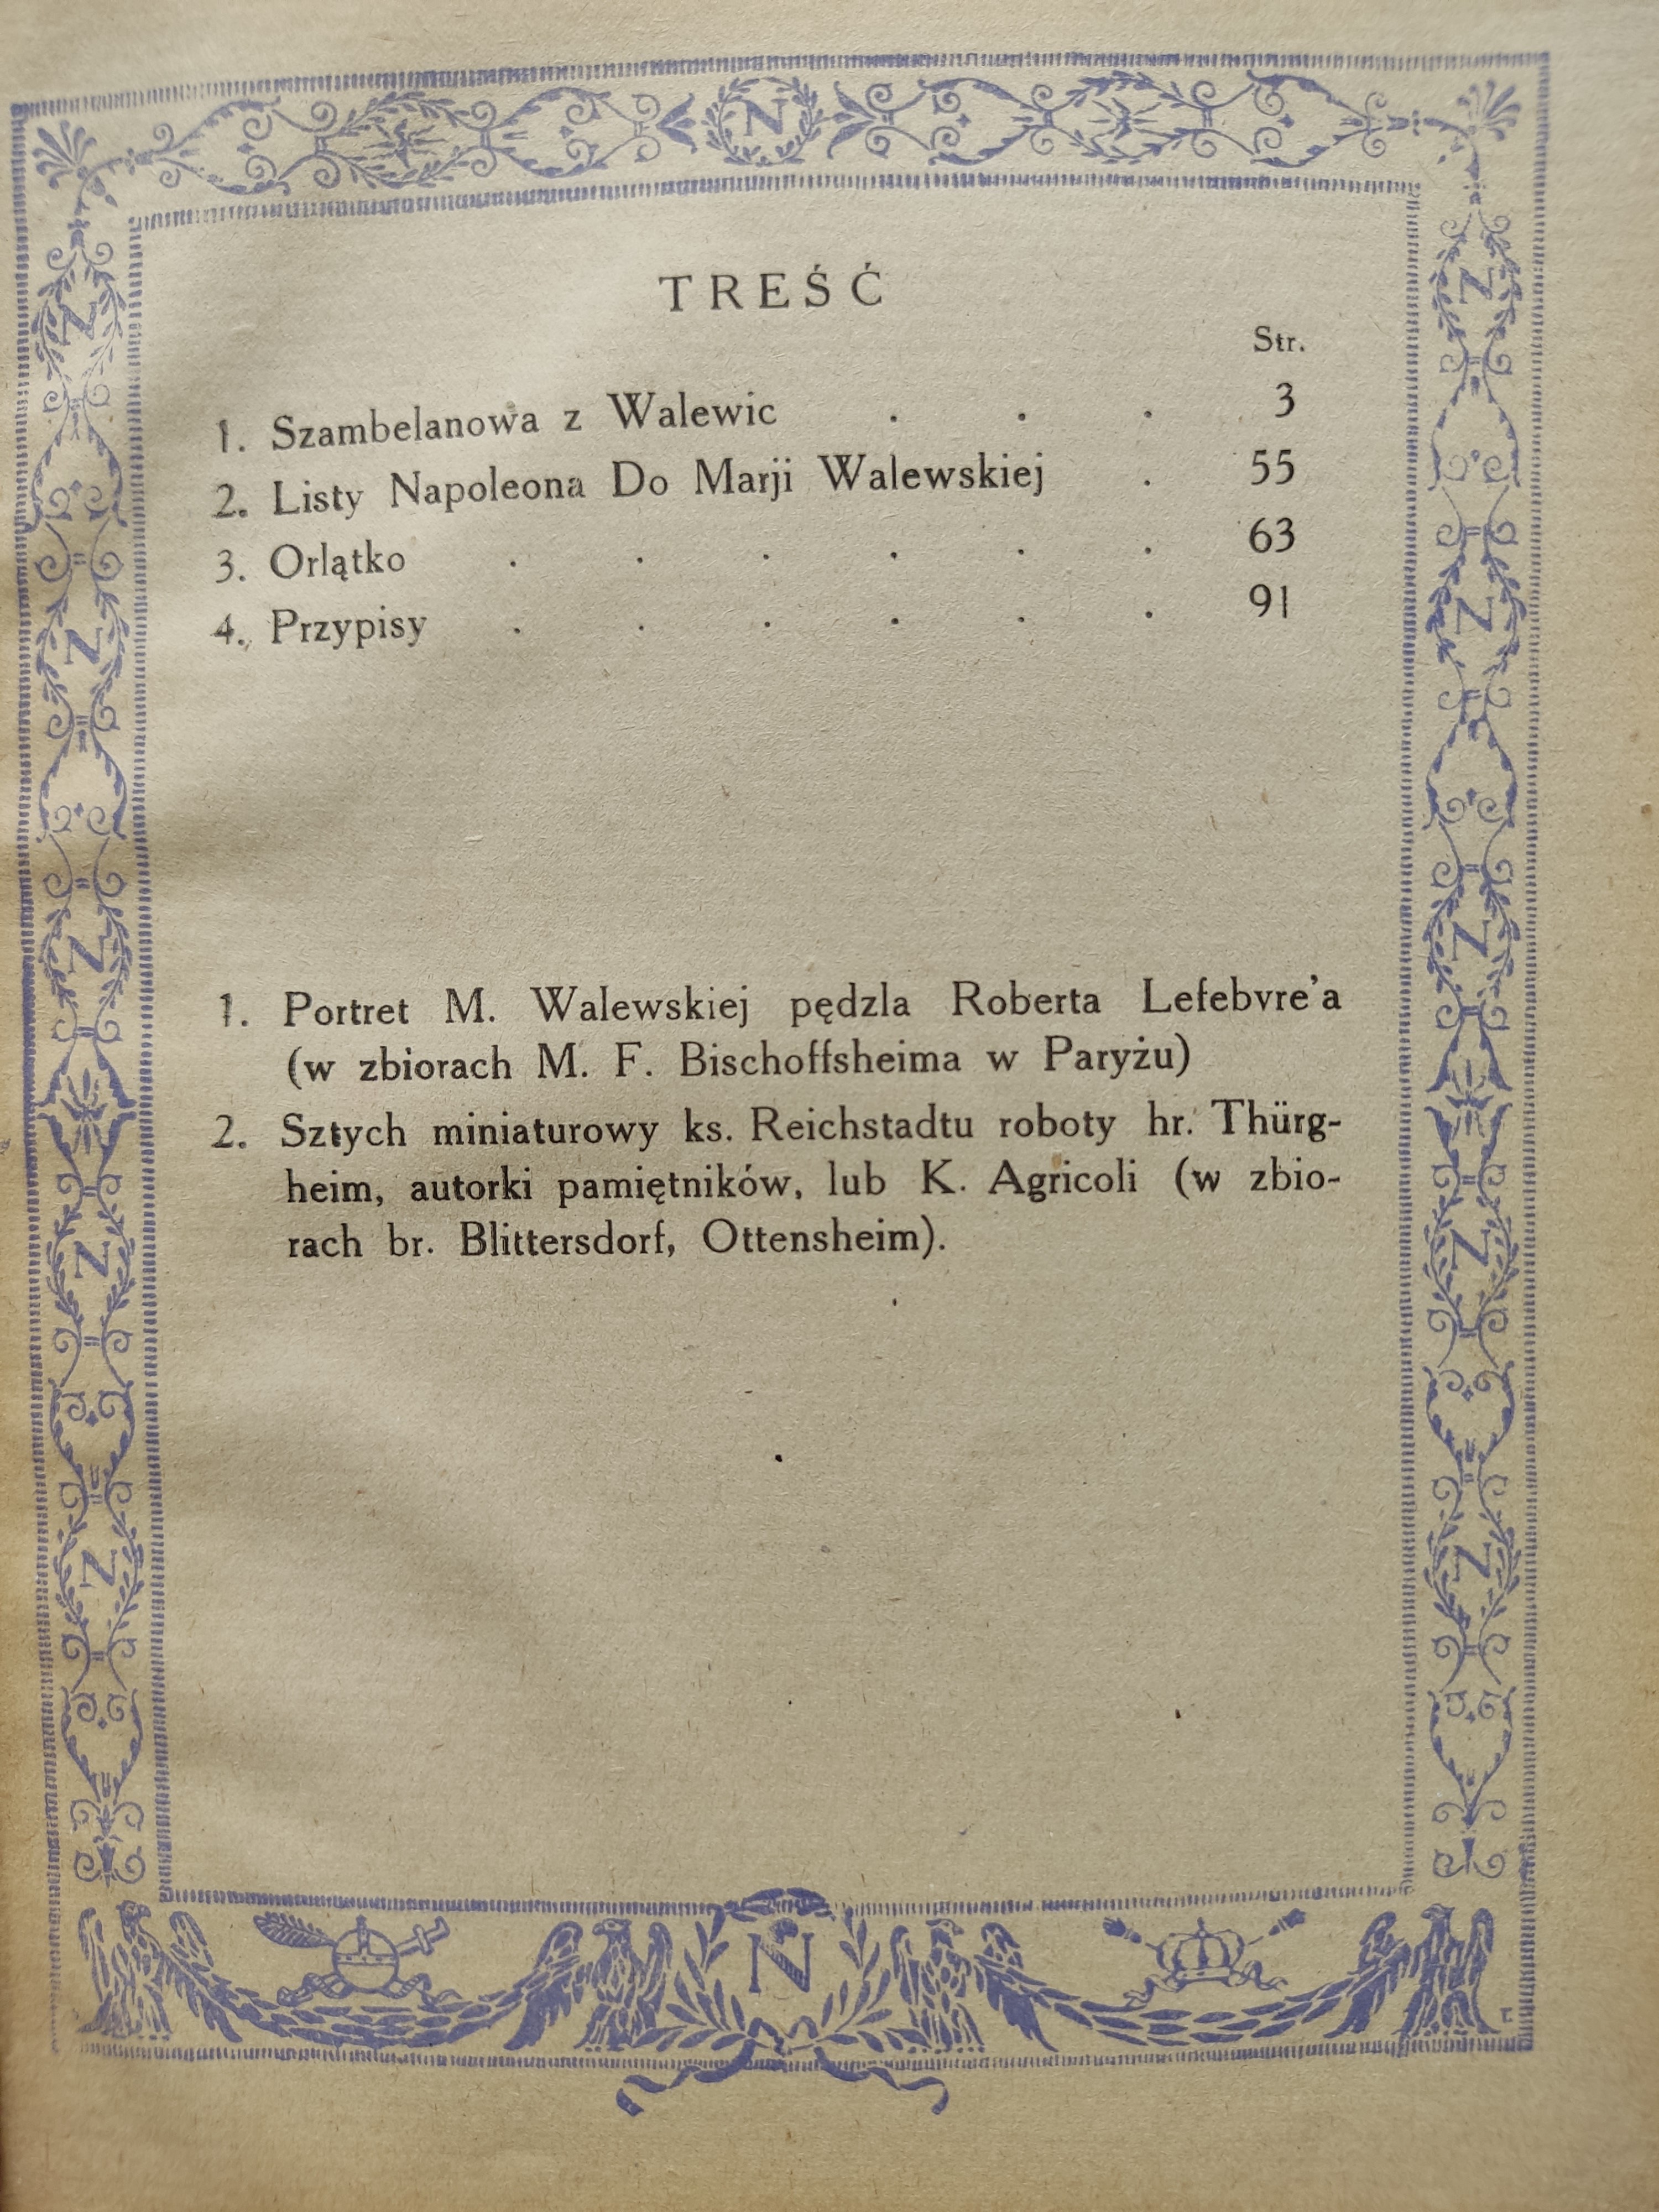 TREŚĆ
Str.
1. Szambelanowa z Walewic . . . 3
2. Listy Napoleona Do Marji Walewskiej . 55
3. Orlątko . . . . . . 63
4. Przypisy . . . . . . 91
1. Portret M. Walewskiej pędzla Roberta Lefebvre'a
(w zbiorach M. F. Bischoffsheima w Paryżu)
2. Sztych miniaturowy ks. Reichstadtu roboty hr. Thürg-
heim, autorki pamiętników, lub K. Agricoli (w zbio-
rach br. Blittersdorf, Ottensheim).